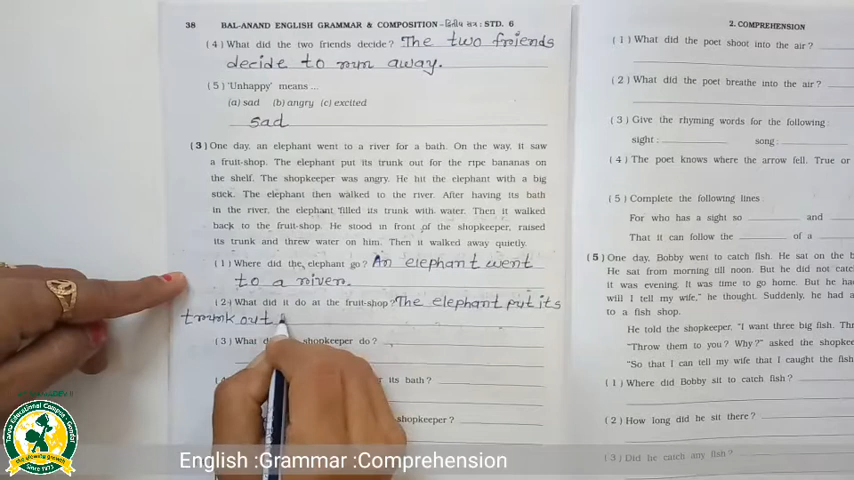 38 BAL-ANAND ENGLISH GRAMMAR & COMPOSITION - દ્વિતીય સત્ર : STD. 6
( 4 ) What did the two friends decide ? The two friends
decide to run away.
( 5 ) 'Unhappy' means ...
(a) sad (b) angry (c) excited
sad
( 3 ) One day, an elephant went to a river for a bath. On the way, it saw
a fruit-shop. The elephant put its trunk out for the ripe bananas on
the shelf. The shopkeeper was angry. He hit the elephant with a big
stick. The elephant then walked to the river. After having its bath
in the river, the elephant filled its trunk with water. Then it walked
back to the fruit-shop. He stood in front of the shopkeeper, raised
its trunk and threw water on him. Then it walked away quietly.
( 1 ) Where did the elephant go ? An elephant went
to a river.
( 2 ) What did it do at the fruit-shop ? The elephant put its
trunk out
( 3 ) What shopkeeper do ?
its bath ?
shopkeeper ?
2. COMPREHENSION
( 1 ) What did the poet shoot into the air ?
( 2 ) What did the poet breathe into the air ?
( 3 ) Give the rhyming words for the following :
sight : song :
( 4 ) The poet knows where the arrow fell. True or
( 5 ) Complete the following lines :
For who has a sight so and
That it can follow the of a
( 5 ) One day, Bobby went to catch fish. He sat on the
He sat from morning till noon. But he did not
it was evening. It was time to go home. But he
will I tell my wife," he thought. Suddenly, he had a
to a fish shop.
He told the shopkeeper, "I want three big fish.
"Throw them to you ? Why ?" asked the
"So that I can tell my wife that I caught the
( 1 ) Where did Bobby sit to catch fish ?
( 2 ) How long did he sit there ?
( 3 ) Did he catch any fish ?
English :Grammar :Comprehension
Since 1973